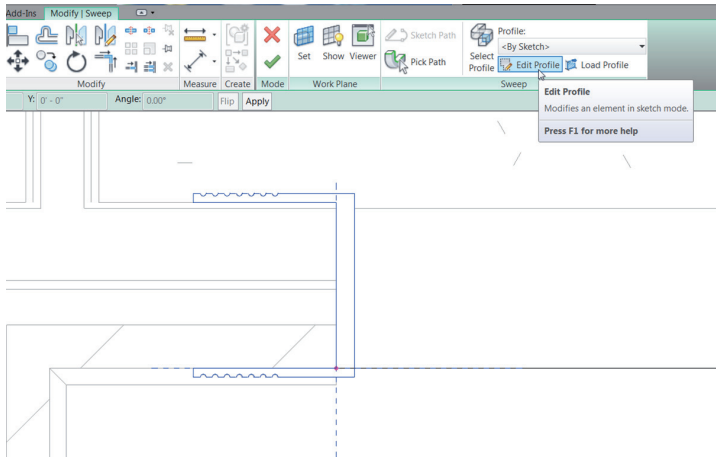 Add-Ins Modify | Sweep
Sketch Path
Profile:
<By Sketch>
Set Show Viewer
Pick Path
Select
Profile
Edit Profile Load Profile
Modify Measure Create Mode Work Plane Sweep
Y: 0' - 0" Angle: 0.00° Flip Apply
Edit Profile
Modifies an element in sketch mode.
Press F1 for more help